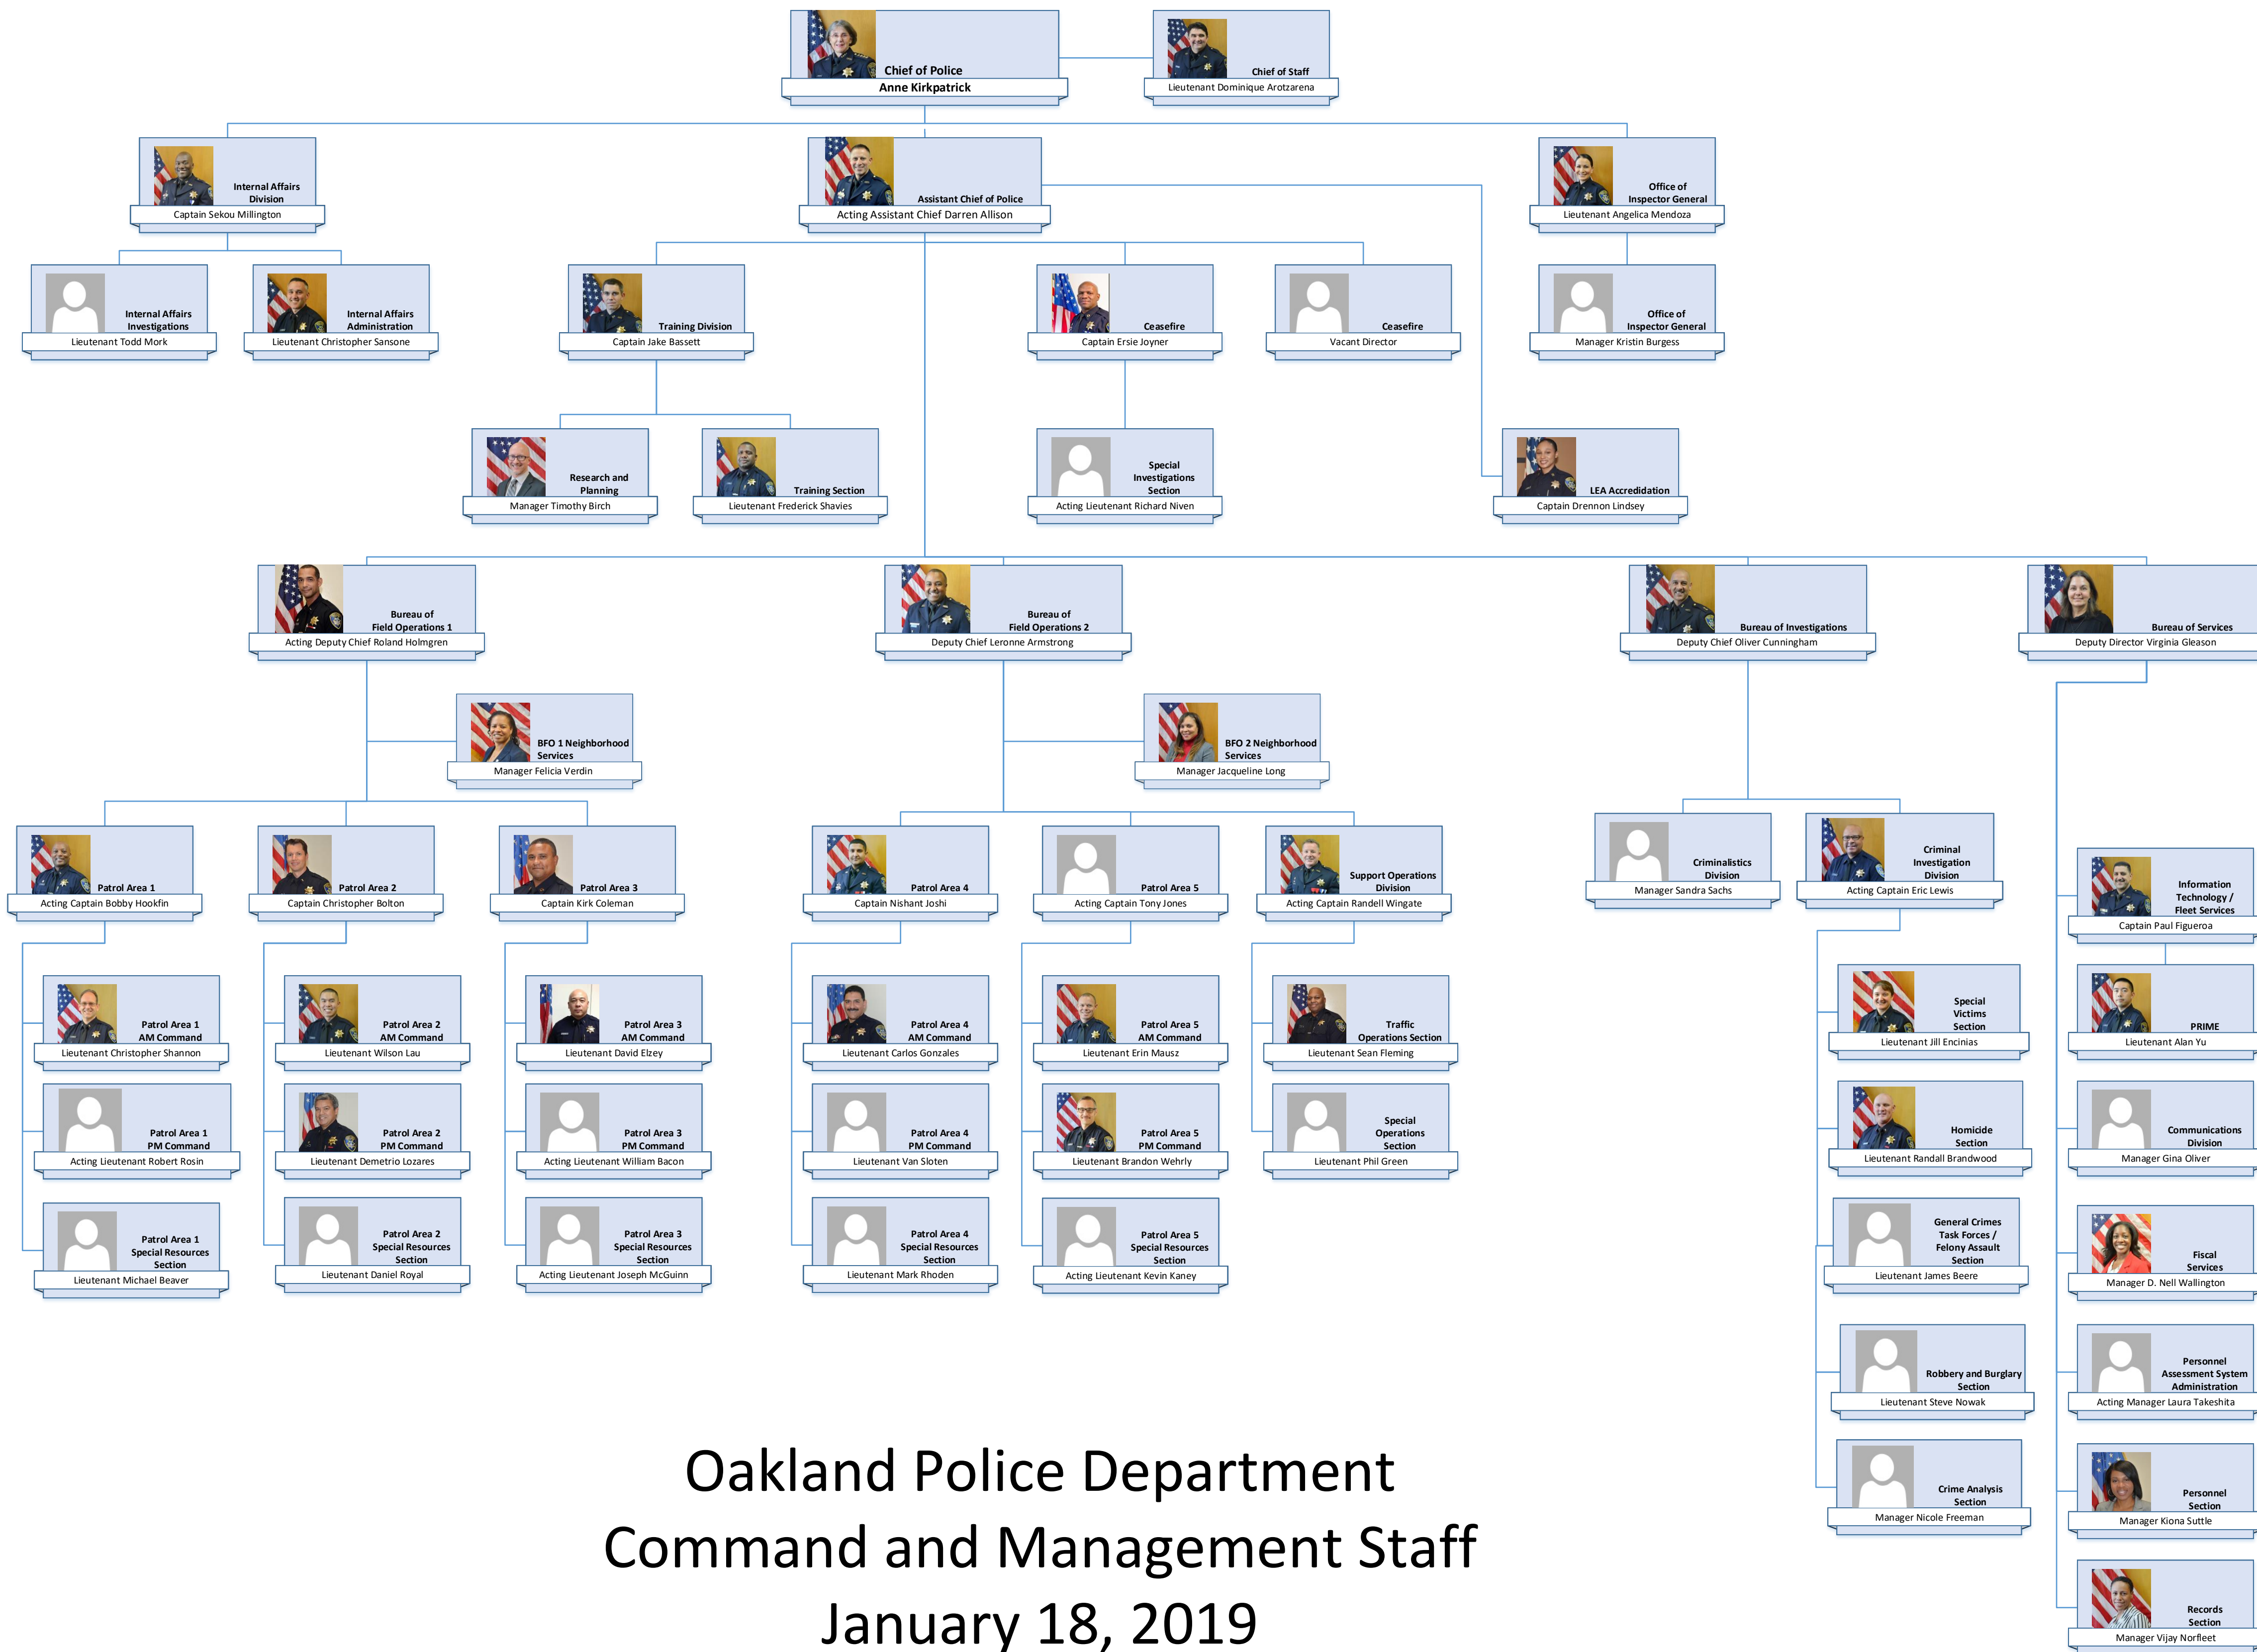 Chief of Police
Anne Kirkpatrick
Chief of Staff
Lieutenant Dominique Arotzarena
Internal Affairs
Division
Captain Sekou Millington
Assistant Chief of Police
Acting Assistant Chief Darren Allison
Office of
Inspector General
Lieutenant Angelica Mendoza
Internal Affairs
Investigations
Lieutenant Todd Mork
Internal Affairs
Administration
Lieutenant Christopher Sansone
Training Division
Captain Jake Bassett
Ceasefire
Captain Ersie Joyner
Ceasefire
Vacant Director
Office of
Inspector General
Manager Kristin Burgess
Research and
Planning
Manager Timothy Birch
Training Section
Lieutenant Frederick Shavies
Special
Investigations
Section
Acting Lieutenant Richard Niven
LEA Accredidation
Captain Drennon Lindsey
Bureau of
Field Operations 1
Acting Deputy Chief Roland Holmgren
Bureau of
Field Operations 2
Deputy Chief Leronne Armstrong
Bureau of Investigations
Deputy Chief Oliver Cunningham
Bureau of Services
Deputy Director Virginia Gleason
BFO 1 Neighborhood
Services
Manager Felicia Verdin
BFO 2 Neighborhood
Services
Manager Jacqueline Long
Patrol Area 1
Acting Captain Bobby Hookfin
Patrol Area 2
Captain Christopher Bolton
Patrol Area 3
Captain Kirk Coleman
Patrol Area 4
Captain Nishant Joshi
Patrol Area 5
Acting Captain Tony Jones
Support Operations
Division
Acting Captain Randell Wingate
Criminalistics
Division
Manager Sandra Sachs
Criminal
Investigation
Division
Acting Captain Eric Lewis
Information
Technology /
Fleet Services
Captain Paul Figueroa
Patrol Area 1
AM Command
Lieutenant Christopher Shannon
Patrol Area 2
AM Command
Lieutenant Wilson Lau
Patrol Area 3
AM Command
Lieutenant David Elzey
Patrol Area 4
AM Command
Lieutenant Carlos Gonzales
Patrol Area 5
AM Command
Lieutenant Erin Mausz
Traffic
Operations Section
Lieutenant Sean Fleming
Special
Victims
Section
Lieutenant Jill Encinias
PRIME
Lieutenant Alan Yu
Patrol Area 1
PM Command
Acting Lieutenant Robert Rosin
Patrol Area 2
PM Command
Lieutenant Demetrio Lozares
Patrol Area 3
PM Command
Acting Lieutenant William Bacon
Patrol Area 4
PM Command
Lieutenant Van Sloten
Patrol Area 5
PM Command
Lieutenant Brandon Wehrly
Special
Operations
Section
Lieutenant Phil Green
Homicide
Section
Lieutenant Randall Brandwood
Communications
Division
Manager Gina Oliver
Patrol Area 1
Special Resources
Section
Lieutenant Michael Beaver
Patrol Area 2
Special Resources
Section
Lieutenant Daniel Royal
Patrol Area 3
Special Resources
Section
Acting Lieutenant Joseph McGuinn
Patrol Area 4
Special Resources
Section
Lieutenant Mark Rhoden
Patrol Area 5
Special Resources
Section
Acting Lieutenant Kevin Kaney
General Crimes
Task Forces /
Felony Assault
Section
Lieutenant James Beere
Fiscal
Services
Manager D. Nell Wallington
Robbery and Burglary
Section
Lieutenant Steve Nowak
Personnel
Assessment System
Administration
Acting Manager Laura Takeshita
Crime Analysis
Section
Manager Nicole Freeman
Personnel
Section
Manager Kiona Suttle
Records
Section
Manager Vijay Norfleet
Oakland Police Department
Command and Management Staff
January 18, 2019